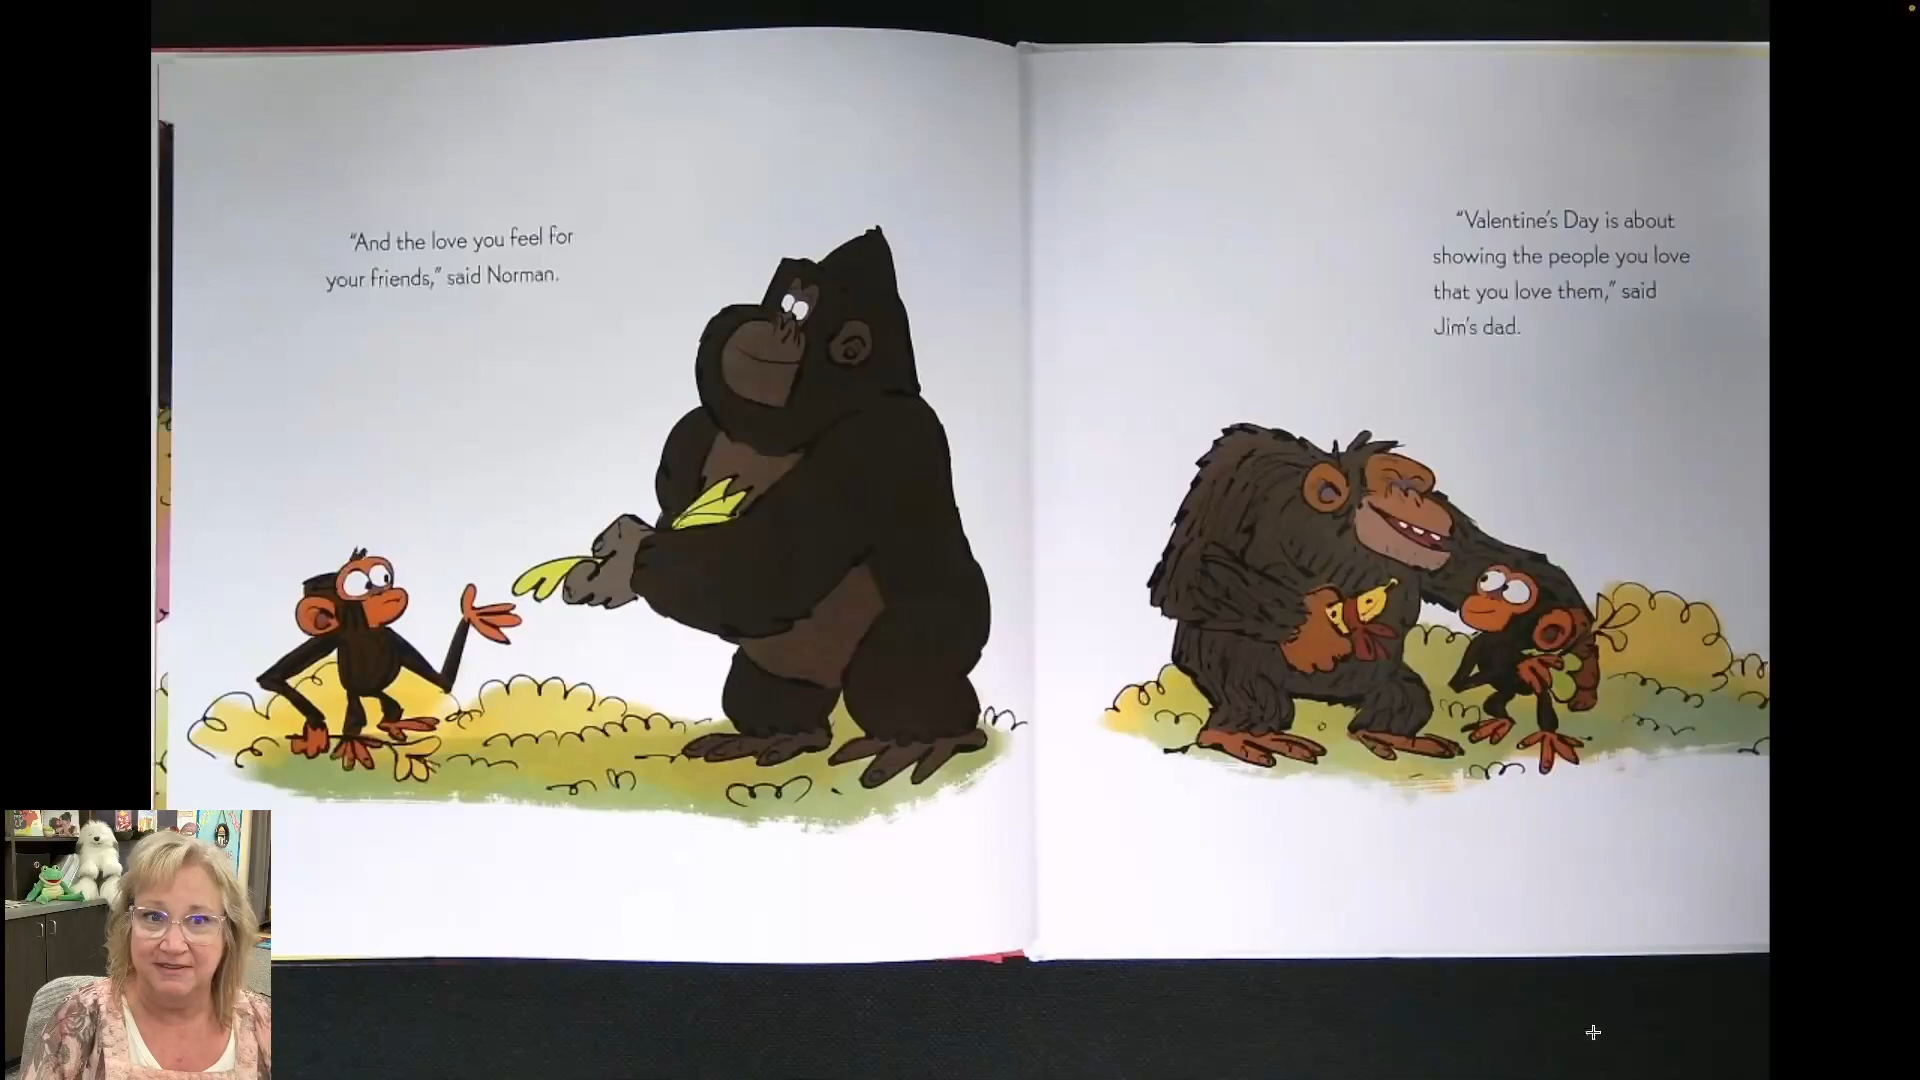 “And the love you feel for
your friends,” said Norman.
“Valentine’s Day is about
showing the people you love
that you love them,” said
Jim’s dad.